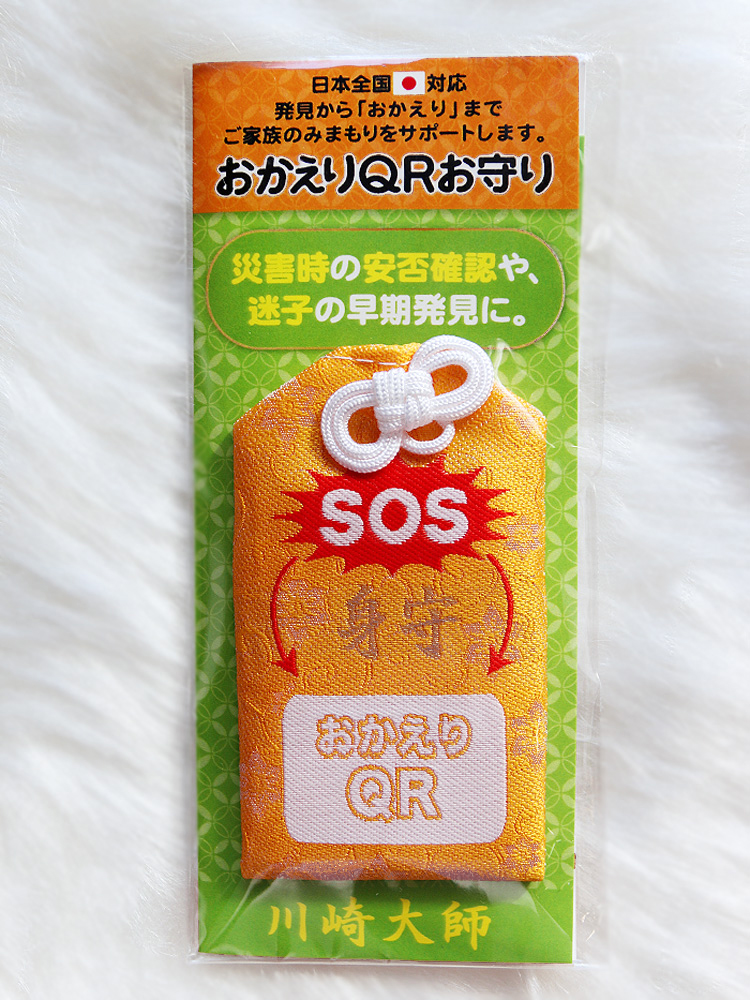 日本全国対応
発見から「おかえり」まで
ご家族のみまもりをサポートします。
おかえりQRお守り
災害時の安否確認や、
迷子の早期発見に。
SOS
身守
おかえり
QR
川崎大師